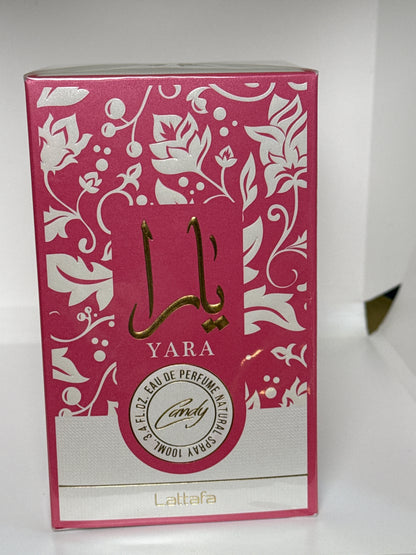 يارا
YARA
EAU DE PERFUME NATURAL SPRAY 100ML. 3.4 FL.OZ.
Candy
Lattafa